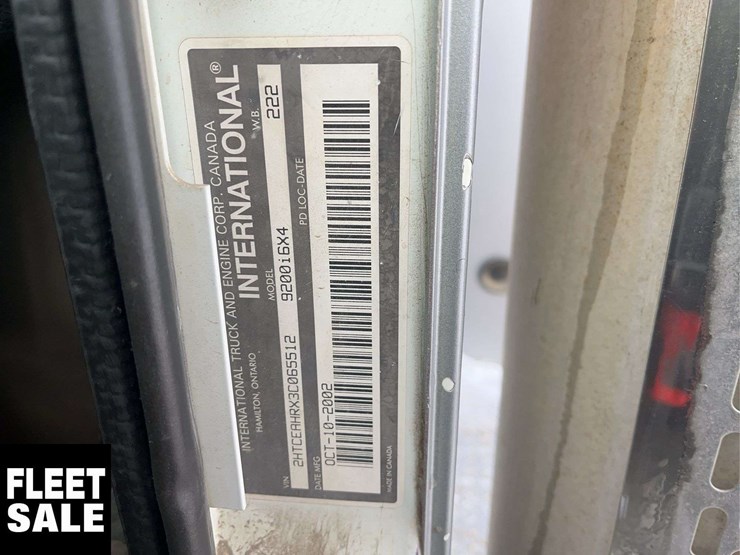 INTERNATIONAL TRUCK AND ENGINE CORP. CANADA
HAMILTON, ONTARIO
INTERNATIONAL®
VIN MODEL W.B.
2HTCEAHRX3C065512 9200i6X4 222
DATE MFG PD LOC-DATE
OCT-10-2002
MADE IN CANADA
FLEET
SALE